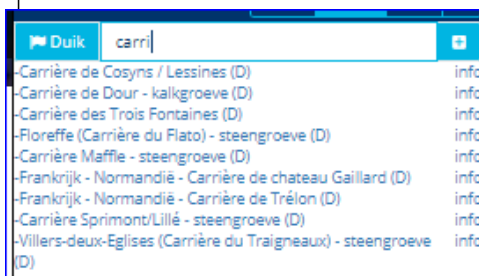 Duik carri
-Carrière de Cosyns / Lessines (D) info
-Carrière de Dour - kalkgroeve (D) info
-Carrière des Trois Fontaines (D) info
-Floreffe (Carrière du Flato) - steengroeve (D) info
-Carrière Maffle - steengroeve (D) info
-Frankrijk - Normandië - Carrière de chateau Gaillard (D) info
-Frankrijk - Normandië - Carrière de Trélon (D) info
-Carrière Sprimont/Lillé - steengroeve (D) info
-Villers-deux-Eglises (Carrière du Traigneaux) - steengroeve info
(D)